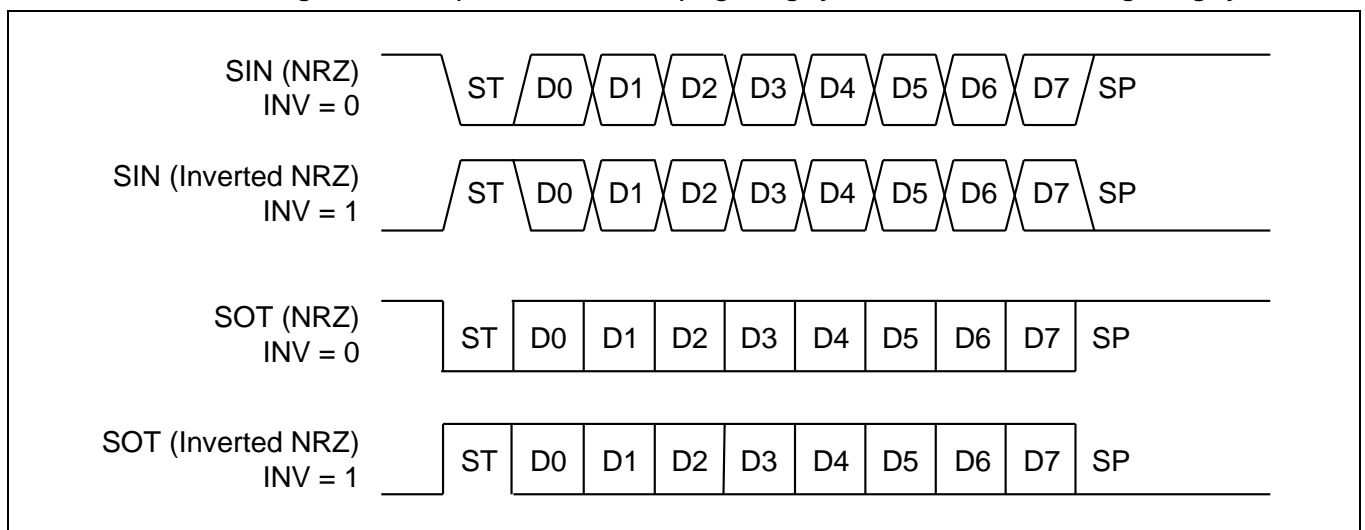 SIN (NRZ)
INV = 0
ST D0 D1 D2 D3 D4 D5 D6 D7 SP
SIN (Inverted NRZ)
INV = 1
ST D0 D1 D2 D3 D4 D5 D6 D7 SP
SOT (NRZ)
INV = 0
ST D0 D1 D2 D3 D4 D5 D6 D7 SP
SOT (Inverted NRZ)
INV = 1
ST D0 D1 D2 D3 D4 D5 D6 D7 SP